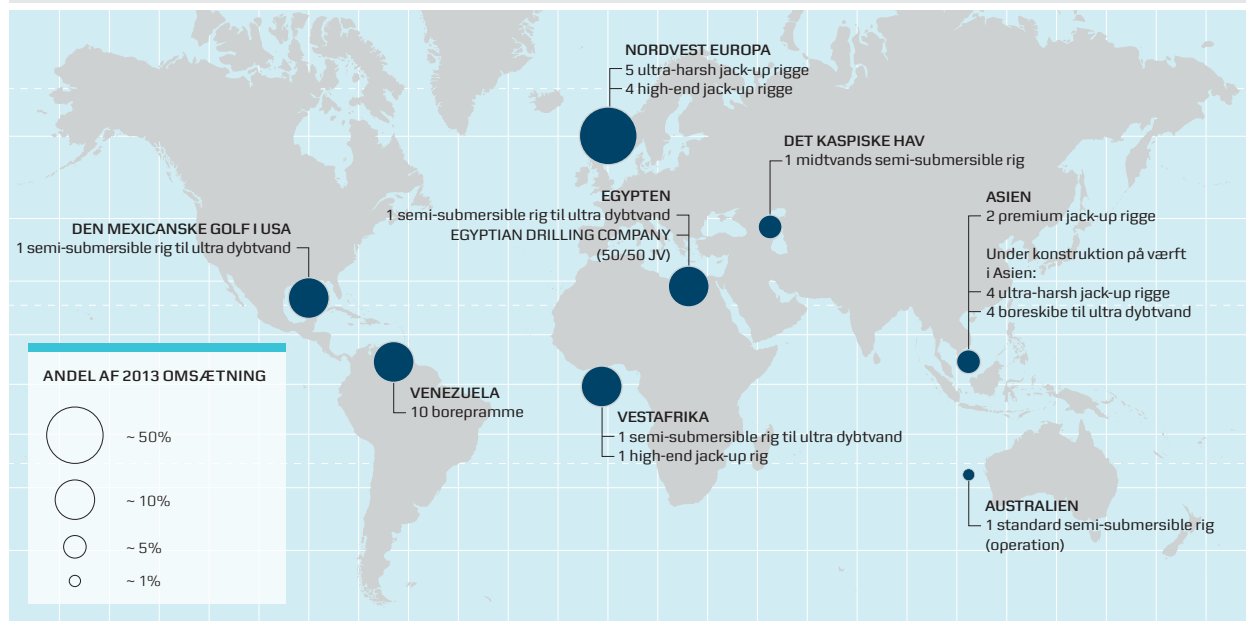 NORDVEST EUROPA
5 ultra-harsh jack-up rigge
4 high-end jack-up rigge
DET KASPISKE HAV
1 midtvands semi-submersible rig
EGYPTEN
1 semi-submersible rig til ultra dybtvand
EGYPTIAN DRILLING COMPANY
(50/50 JV)
ASIEN
2 premium jack-up rigge
Under konstruktion på værft
i Asien:
4 ultra-harsh jack-up rigge
4 boreskibe til ultra dybtvand
DEN MEXICANSKE GOLF I USA
1 semi-submersible rig til ultra dybtvand
VENEZUELA
10 borepramme
VESTAFRIKA
1 semi-submersible rig til ultra dybtvand
1 high-end jack-up rig
AUSTRALIEN
1 standard semi-submersible rig
(operation)
ANDEL AF 2013 OMSÆTNING
~ 50%
~ 10%
~ 5%
~ 1%